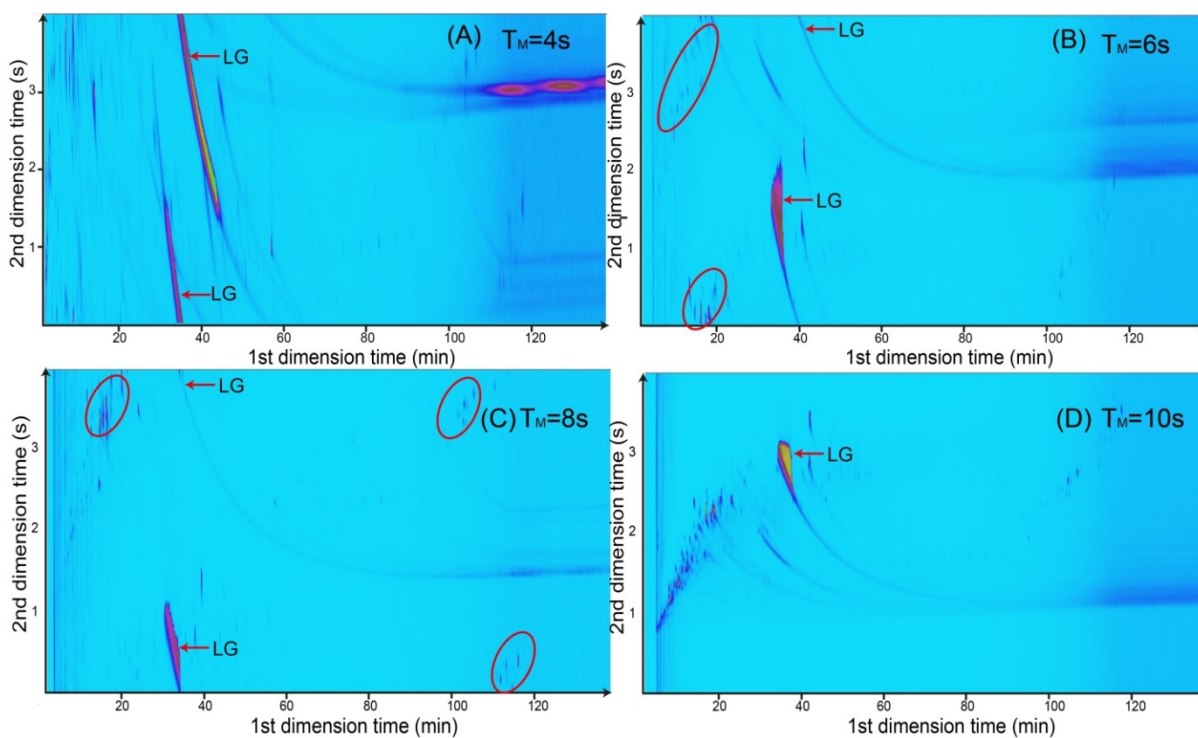 (A) TM=4s
LG
LG
3
2
1
2nd dimension time (s)
20 40 60 80 100 120
1st dimension time (min)
(B) TM=6s
LG
LG
3
2
1
2nd dimension time (s)
20 40 60 80 100 120
1st dimension time (min)
(C) TM=8s
LG
LG
3
2
1
2nd dimension time (s)
20 40 60 80 100 120
1st dimension time (min)
(D) TM=10s
LG
3
2
1
2nd dimension time (s)
20 40 60 80 100 120
1st dimension time (min)